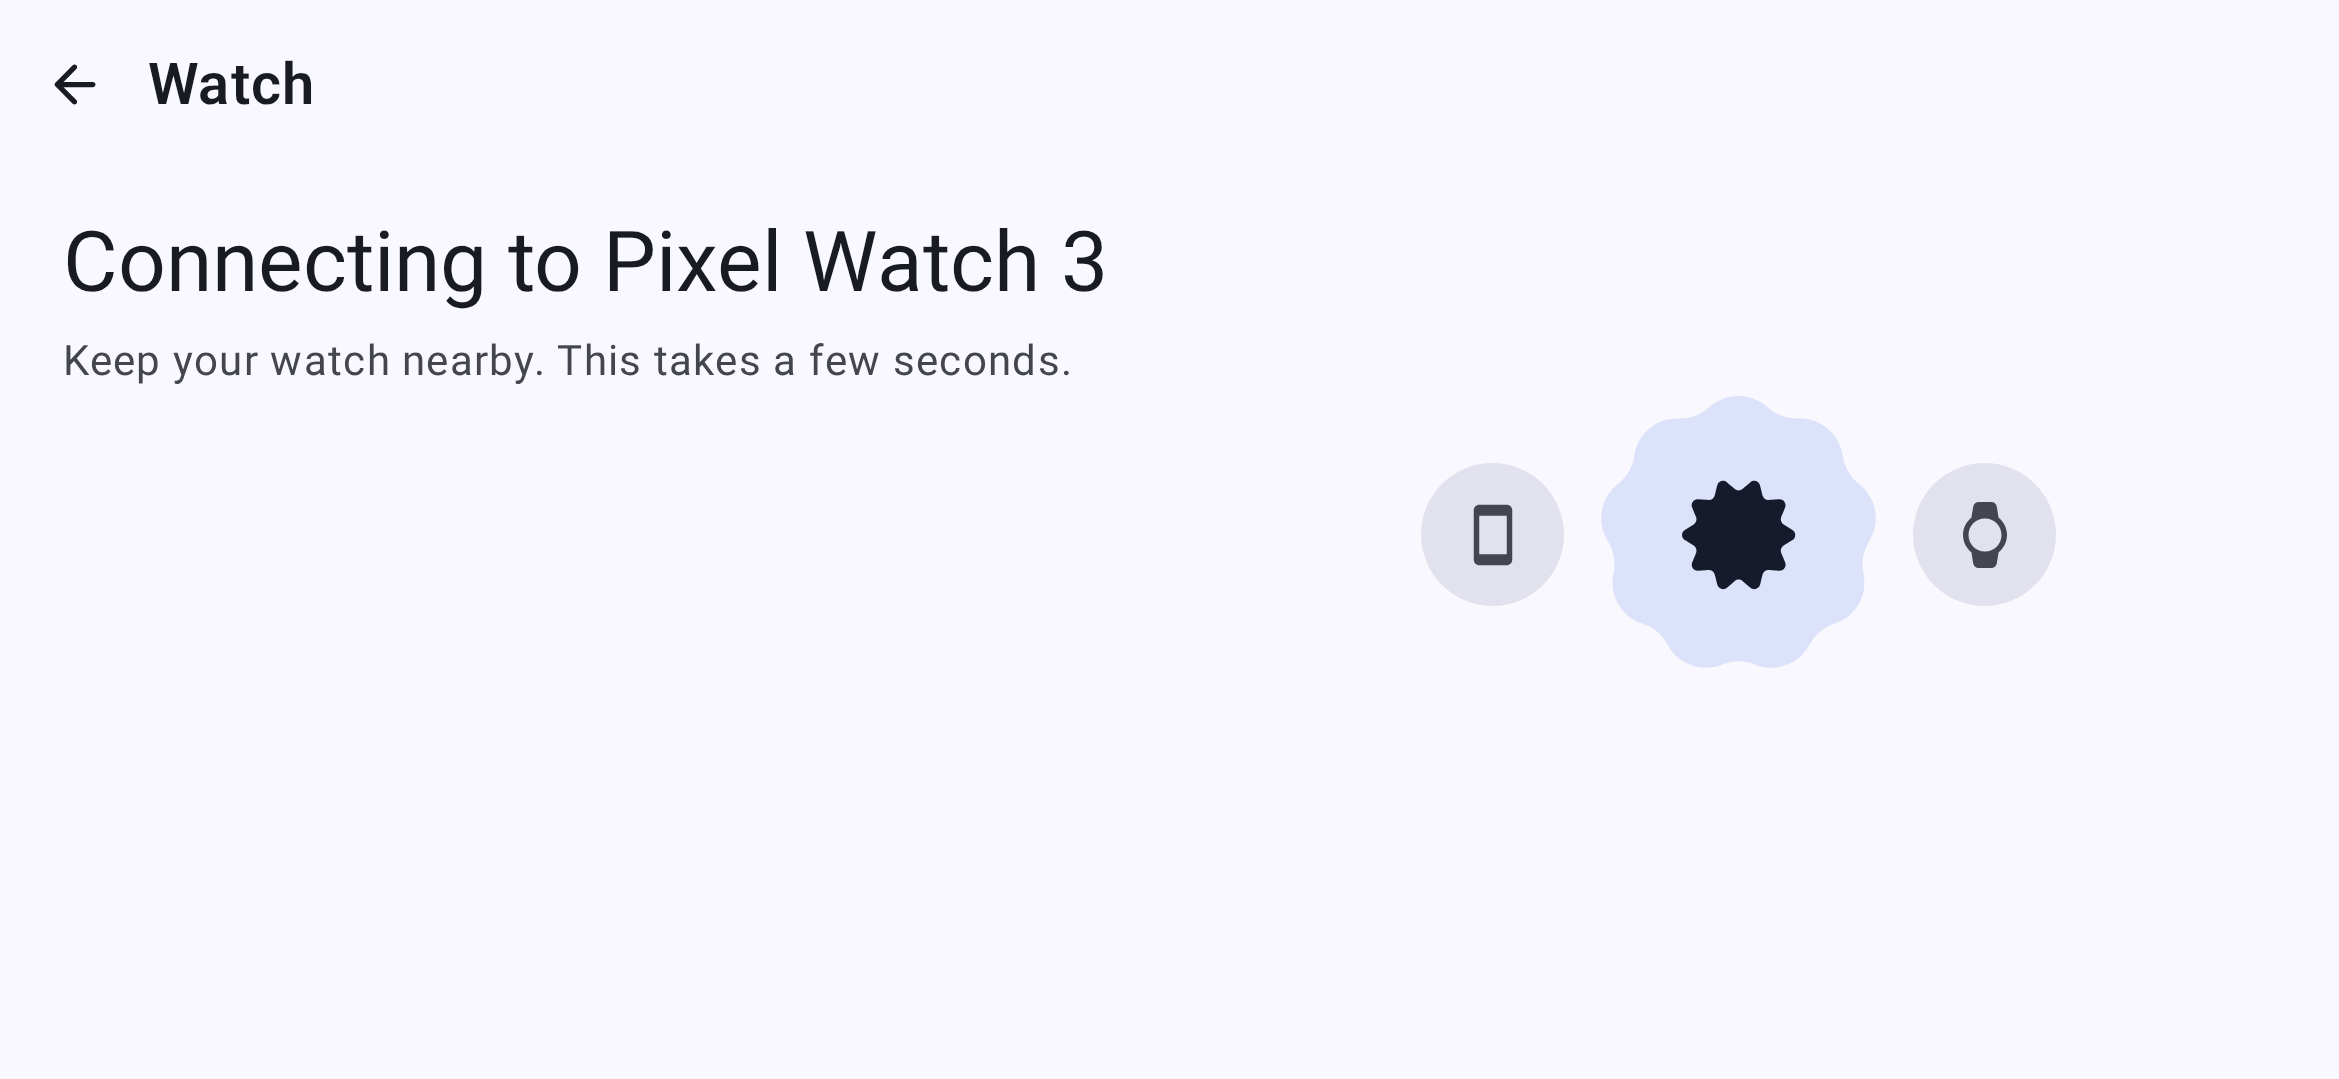 Watch
Connecting to Pixel Watch 3
Keep your watch nearby. This takes a few seconds.